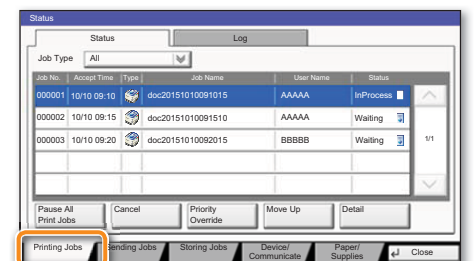 Status
Status Log
Job Type All
Job No. Accept Time Type Job Name User Name Status
000001 10/10 09:10 doc20151010091015 AAAAA InProcess
000002 10/10 09:15 doc20151010091510 AAAAA Waiting
000003 10/10 09:20 doc20151010092015 BBBBB Waiting
1/1
Pause All Print Jobs Cancel Priority Override Move Up Detail
Printing Jobs Sending Jobs Storing Jobs Device/Communicate Paper/Supplies Close